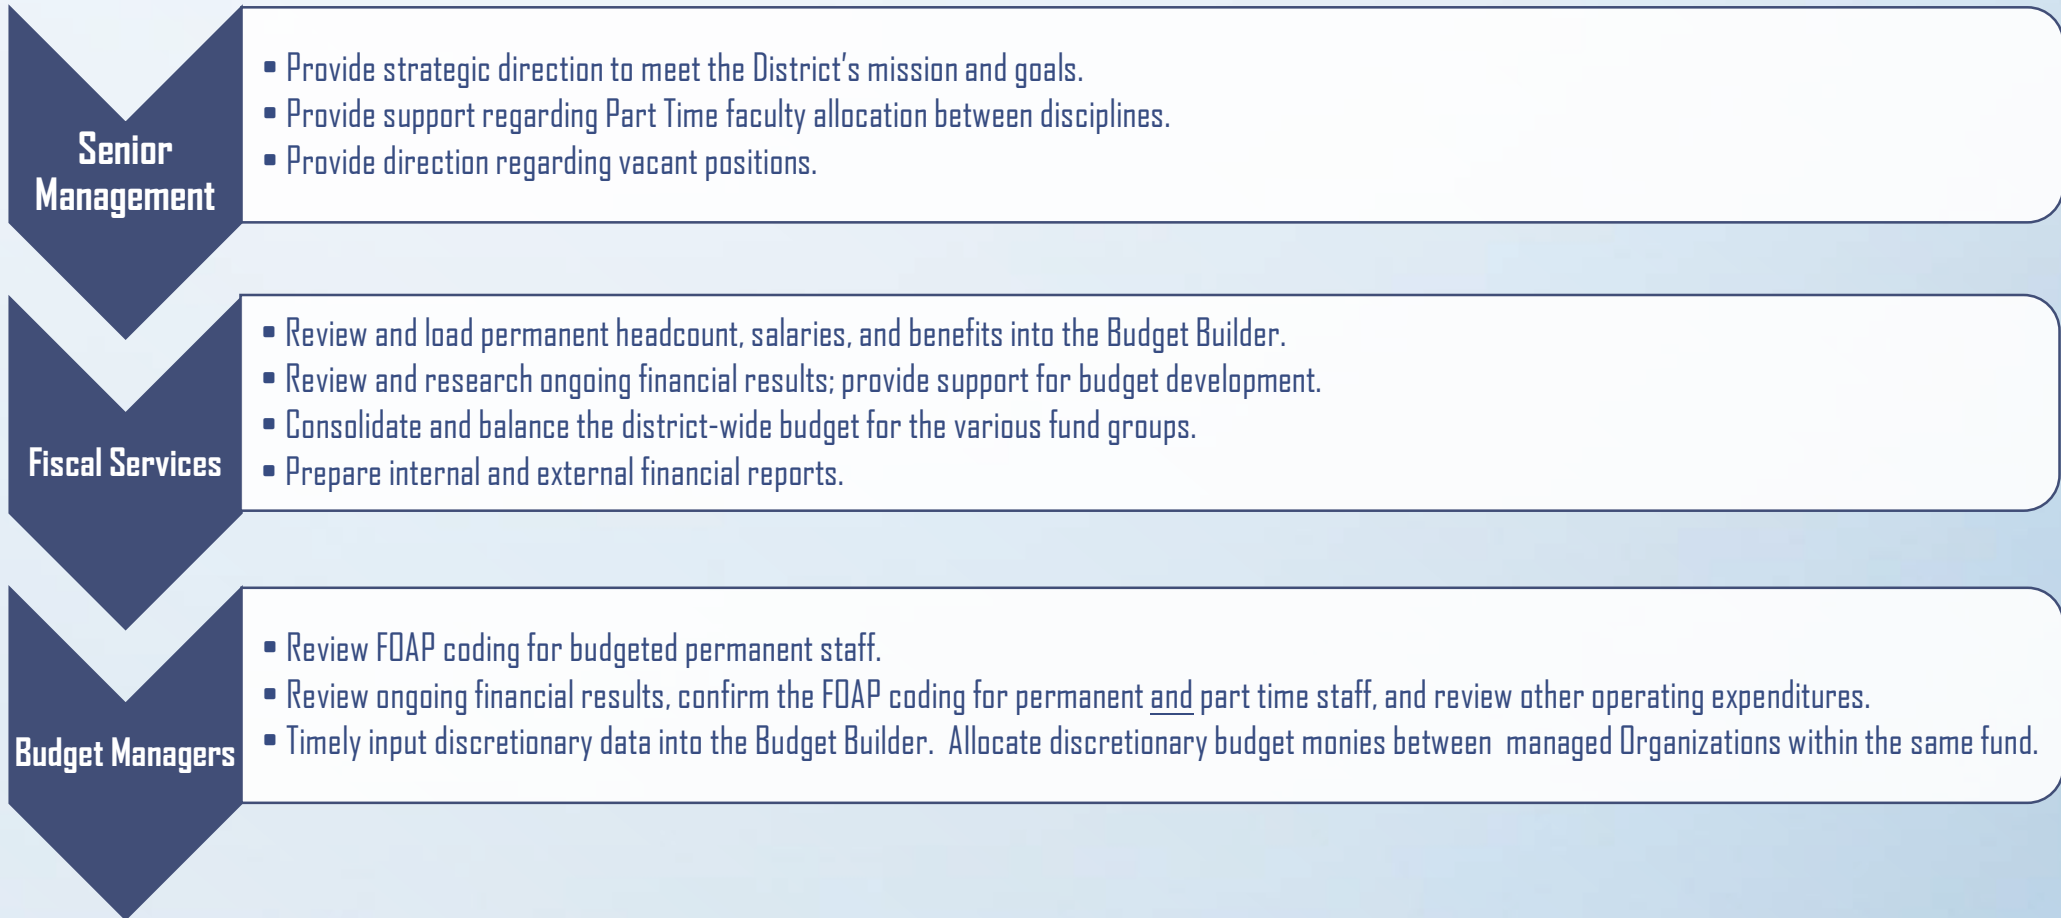 Senior
Management
▪ Provide strategic direction to meet the District's mission and goals.
▪ Provide support regarding Part Time faculty allocation between disciplines.
▪ Provide direction regarding vacant positions.
Fiscal Services
▪ Review and load permanent headcount, salaries, and benefits into the Budget Builder.
▪ Review and research ongoing financial results; provide support for budget development.
▪ Consolidate and balance the district-wide budget for the various fund groups.
▪ Prepare internal and external financial reports.
Budget Managers
▪ Review FOAP coding for budgeted permanent staff.
▪ Review ongoing financial results, confirm the FOAP coding for permanent and part time staff, and review other operating expenditures.
▪ Timely input discretionary data into the Budget Builder.  Allocate discretionary budget monies between  managed Organizations within the same fund.